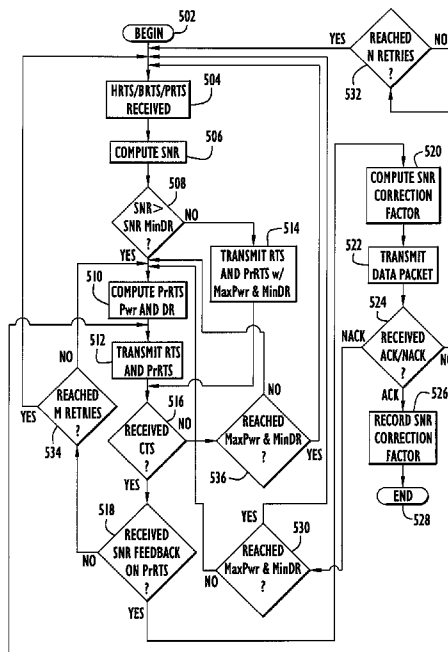 BEGIN
502
HRTS/BRTS/PRTS
RECEIVED
504
COMPUTE SNR
506
SNR >
SNR MinDR
?
508
NO
YES
COMPUTE PrRTS
Pwr AND DR
510
TRANSMIT RTS
AND PrRTS w/
MaxPwr & MinDR
514
TRANSMIT RTS
AND PrRTS
512
RECEIVED
CTS
?
516
NO
YES
REACHED
M RETRIES
?
534
NO
YES
REACHED
MaxPwr & MinDR
?
536
NO
YES
RECEIVED
SNR FEEDBACK
ON PrRTS
?
518
NO
YES
REACHED
MaxPwr & MinDR
?
530
YES
NO
REACHED
N RETRIES
?
532
YES
NO
COMPUTE SNR
CORRECTION
FACTOR
520
TRANSMIT
DATA PACKET
522
RECEIVED
ACK/NACK
?
524
NACK
ACK
RECORD SNR
CORRECTION
FACTOR
526
END
528